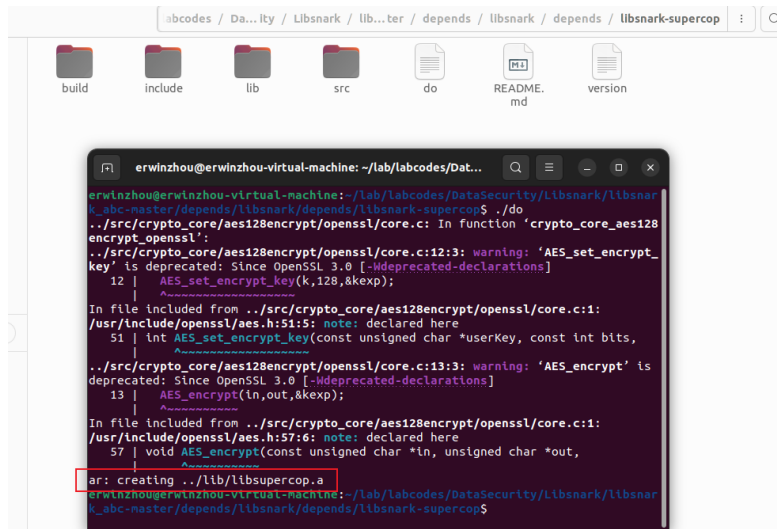 abcodes / Da... ity / Libsnark / lib...ter / depends / libsnark / depends / libsnark-supercop
build
include
lib
src
do
README.
md
version
erwinzhou@erwinzhou-virtual-machine: ~/lab/labcodes/Dat...
erwinzhou@erwinzhou-virtual-machine:~/lab/labcodes/DataSecurity/Libsnark/libsnar
k_abc-master/depends/libsnark/depends/libsnark-supercop$ ./do
../src/crypto_core/aes128encrypt/openssl/core.c: In function ‘crypto_core_aes128
encrypt_openssl’:
../src/crypto_core/aes128encrypt/openssl/core.c:12:3: warning: ‘AES_set_encrypt_
key’ is deprecated: Since OpenSSL 3.0 [-Wdeprecated-declarations]
12 |   AES_set_encrypt_key(k,128,&kexp);
|   ^~~~~~~~~~~~~~~~~~~
In file included from ../src/crypto_core/aes128encrypt/openssl/core.c:1:
/usr/include/openssl/aes.h:51:5: note: declared here
51 | int AES_set_encrypt_key(const unsigned char *userKey, const int bits,
|     ^~~~~~~~~~~~~~~~~~~
../src/crypto_core/aes128encrypt/openssl/core.c:13:3: warning: ‘AES_encrypt’ is
deprecated: Since OpenSSL 3.0 [-Wdeprecated-declarations]
13 |   AES_encrypt(in,out,&kexp);
|   ^~~~~~~~~~~
In file included from ../src/crypto_core/aes128encrypt/openssl/core.c:1:
/usr/include/openssl/aes.h:57:6: note: declared here
57 | void AES_encrypt(const unsigned char *in, unsigned char *out,
|      ^~~~~~~~~~~
ar: creating ../lib/libsupercop.a
erwinzhou@erwinzhou-virtual-machine:~/lab/labcodes/DataSecurity/Libsnark/libsnar
k_abc-master/depends/libsnark/depends/libsnark-supercop$